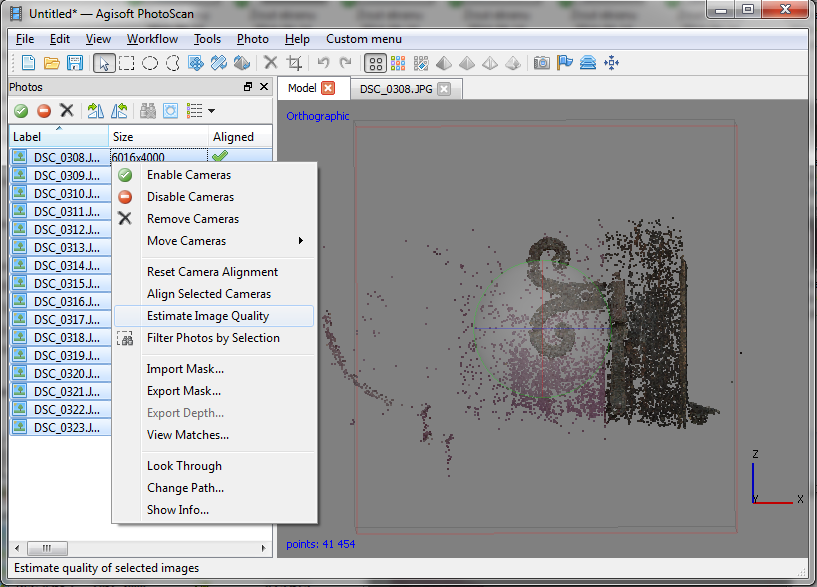 Untitled* — Agisoft PhotoScan
File Edit View Workflow Tools Photo Help Custom menu
Photos
Model
DSC_0308.JPG
Label Size Aligned
Orthographic
DSC_0308.J... 6016x4000
DSC_0309.J...
DSC_0310.J...
DSC_0311.J...
DSC_0312.J...
DSC_0313.J...
DSC_0314.J...
DSC_0315.J...
DSC_0316.J...
DSC_0317.J...
DSC_0318.J...
DSC_0319.J...
DSC_0320.J...
DSC_0321.J...
DSC_0322.J...
DSC_0323.J...
Enable Cameras
Disable Cameras
Remove Cameras
Move Cameras
Reset Camera Alignment
Align Selected Cameras
Estimate Image Quality
Filter Photos by Selection
Import Mask...
Export Mask...
Export Depth...
View Matches...
Look Through
Change Path...
Show Info...
Z
Y
X
points: 41 454
Estimate quality of selected images